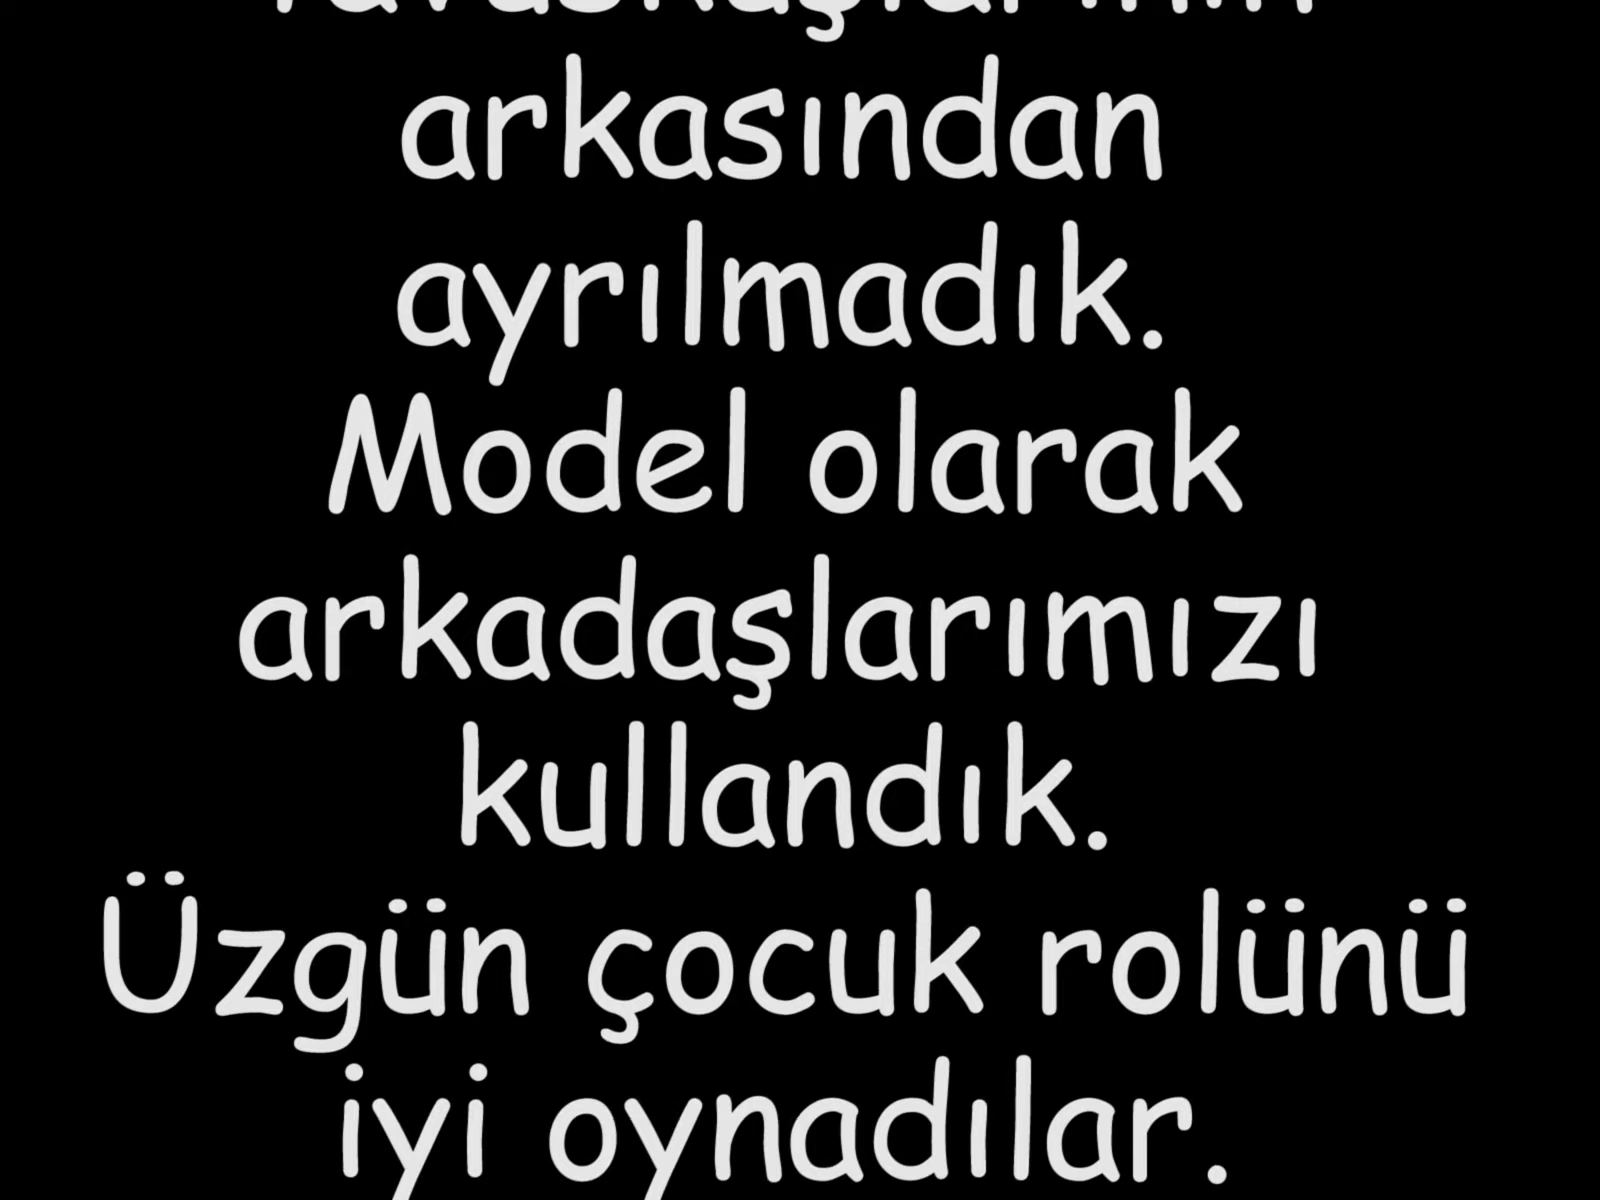 arkasından
ayrılmadık.
Model olarak
arkadaşlarımızı
kullandık.
Üzgün çocuk rolünü
iyi oynadılar.